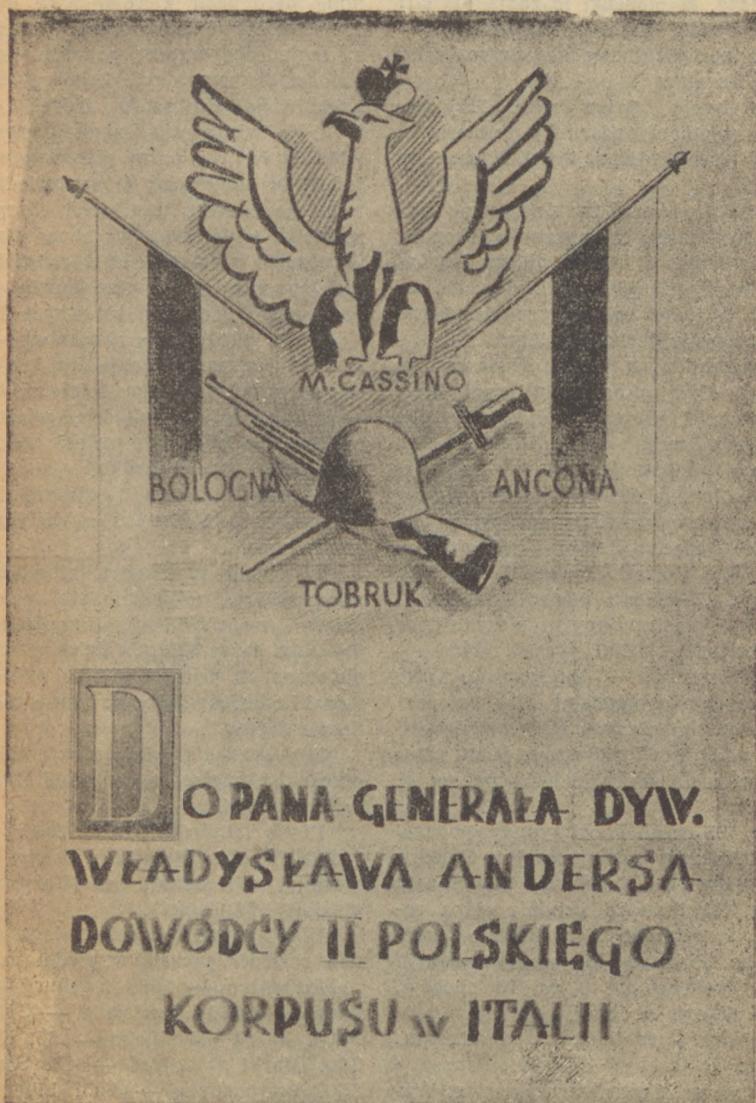 M. CASSINO
BOLOGNA ANCONA
TOBRUK
DO PANA GENERAŁA DYW.
WŁADYSŁAWA ANDERSA
DOWÓDCY II POLSKIEGO
KORPUSU w ITALII